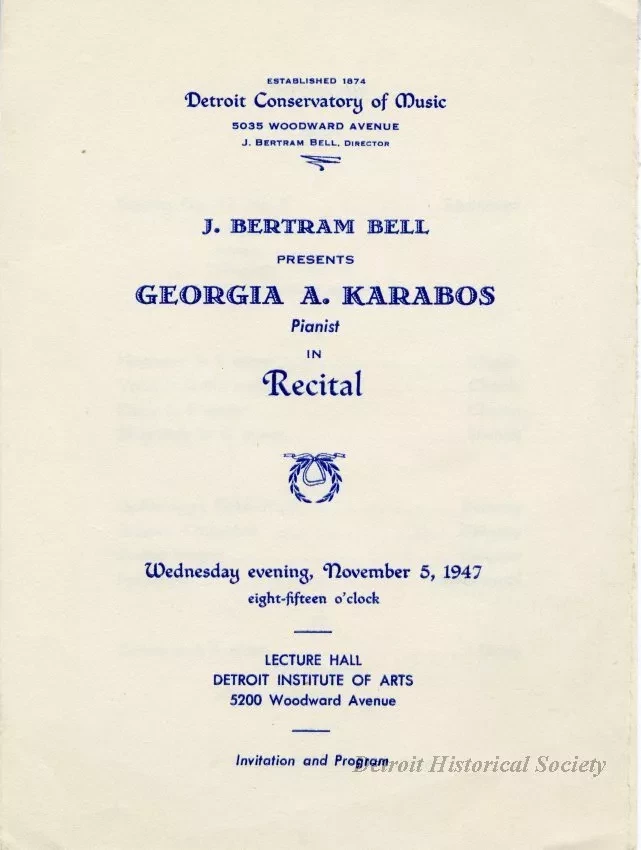 ESTABLISHED 1874
Detroit Conservatory of Music
5035 WOODWARD AVENUE
J. BERTRAM BELL, DIRECTOR
J. BERTRAM BELL
PRESENTS
GEORGIA A. KARABOS
Pianist
IN
Recital
Wednesday evening, November 5, 1947
eight-fifteen o'clock
LECTURE HALL
DETROIT INSTITUTE OF ARTS
5200 Woodward Avenue
Invitation and Program
Detroit Historical Society